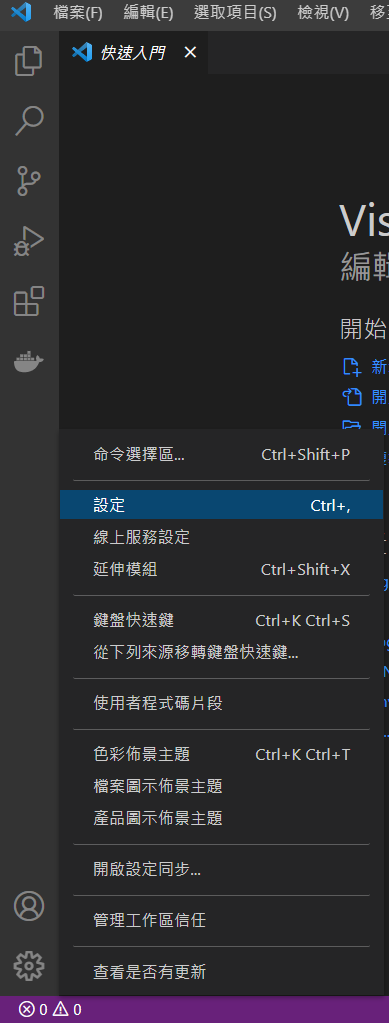 檔案(F) 編輯(E) 選取項目(S) 檢視(V) 移
快速入門
Vis
編輯
開始
新
開
開
命令選擇區... Ctrl+Shift+P
設定 Ctrl+,
線上服務設定
延伸模組 Ctrl+Shift+X
鍵盤快速鍵 Ctrl+K Ctrl+S
從下列來源移轉鍵盤快速鍵...
使用者程式碼片段
色彩佈景主題 Ctrl+K Ctrl+T
檔案圖示佈景主題
產品圖示佈景主題
開啟設定同步...
管理工作區信任
查看是否有更新
0 0